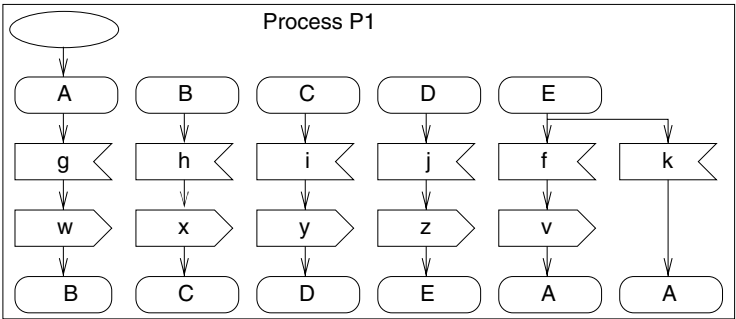 Process P1
A B C D E
g h i j f k
w x y z v
B C D E A A